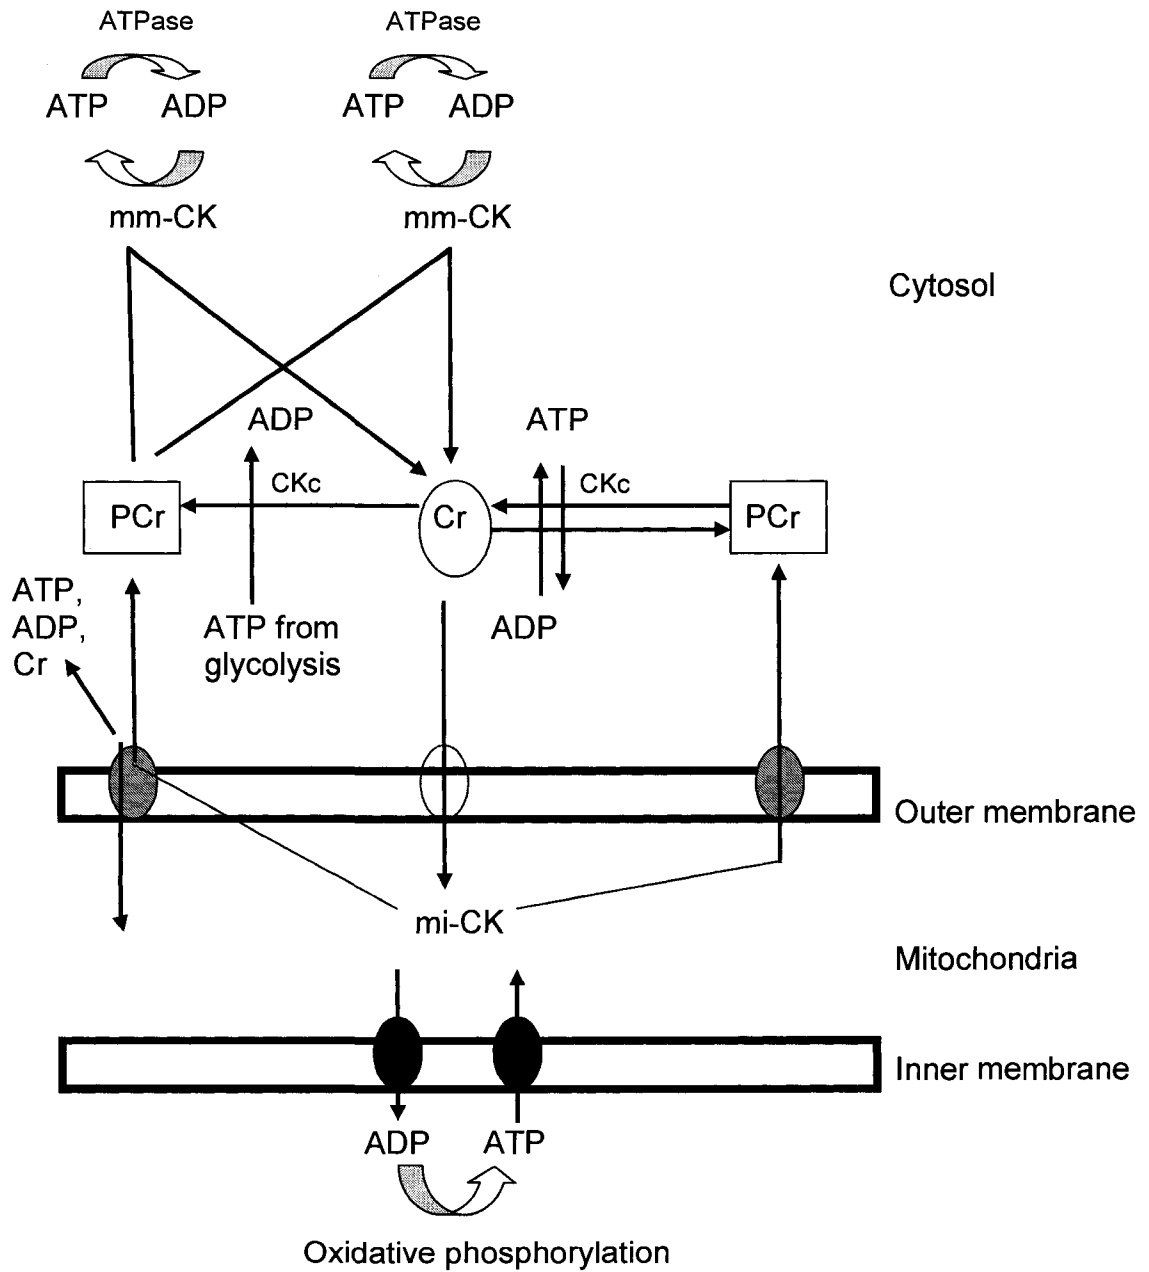 ATPase
ATPase
ATP
ADP
ATP
ADP
mm-CK
mm-CK
Cytosol
ADP
ATP
CKc
CKc
PCr
Cr
PCr
ATP,
ADP,
Cr
ATP from
glycolysis
ADP
Outer membrane
mi-CK
Mitochondria
Inner membrane
ADP
ATP
Oxidative phosphorylation